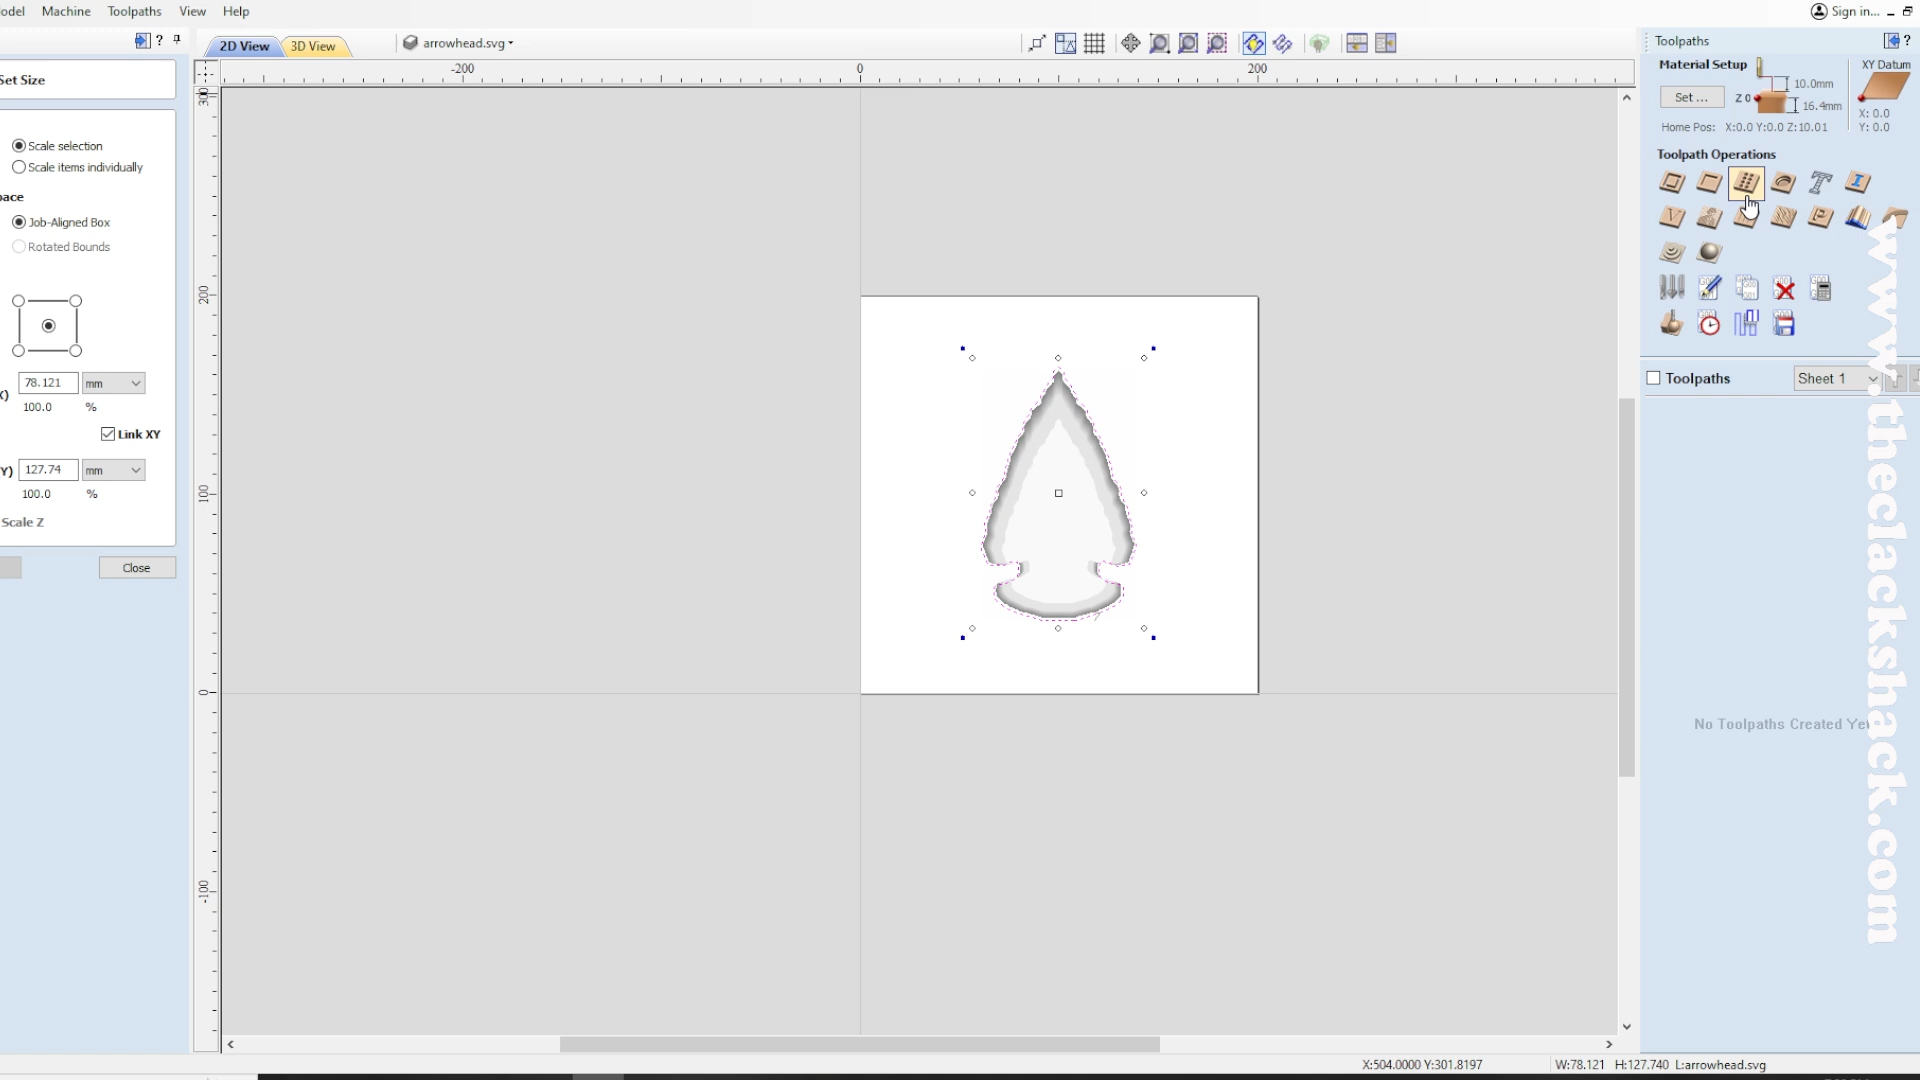 odel Machine Toolpaths View Help
Sign in...
2D View 3D View arrowhead.svg
Toolpaths
Set Size
Material Setup
XY Datum
Set ...
Z 0
10.0mm
16.4mm
X: 0.0
Y: 0.0
Home Pos: X:0.0 Y:0.0 Z:10.01
Scale selection
Scale items individually
pace
Job-Aligned Box
Rotated Bounds
Toolpath Operations
X) 78.121 mm
100.0 %
Link XY
Y) 127.74 mm
100.0 %
Scale Z
Close
-200 0 200
300
200
100
0
-100
Toolpaths Sheet 1
No Toolpaths Created Yet
www.theclackshack.com
X:504.0000 Y:301.8197
W:78.121 H:127.740 L:arrowhead.svg